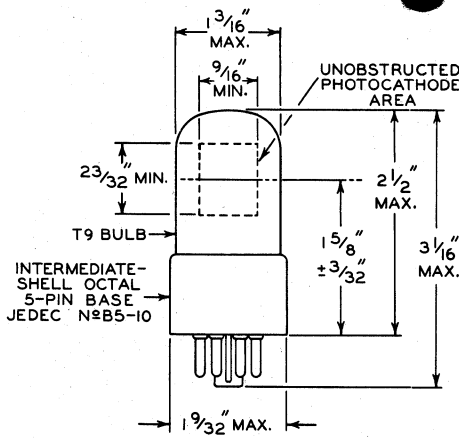 1 3/16"
MAX.
9/16"
MIN.
UNOBSTRUCTED
PHOTOCATHODE
AREA
23/32" MIN.
2 1/2"
MAX.
T9 BULB
1 5/8"
± 3/32"
3 1/16"
MAX.
INTERMEDIATE-
SHELL OCTAL
5-PIN BASE
JEDEC Nº B5-10
1 9/32" MAX.